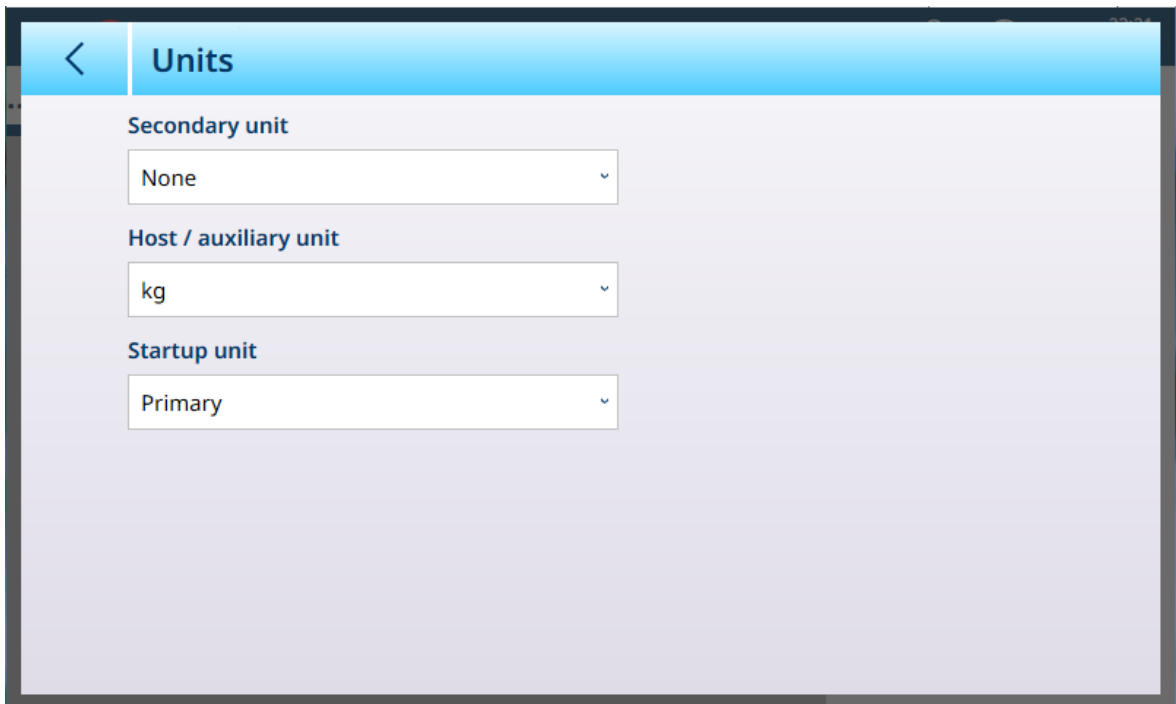 Units
Secondary unit
None
Host / auxiliary unit
kg
Startup unit
Primary